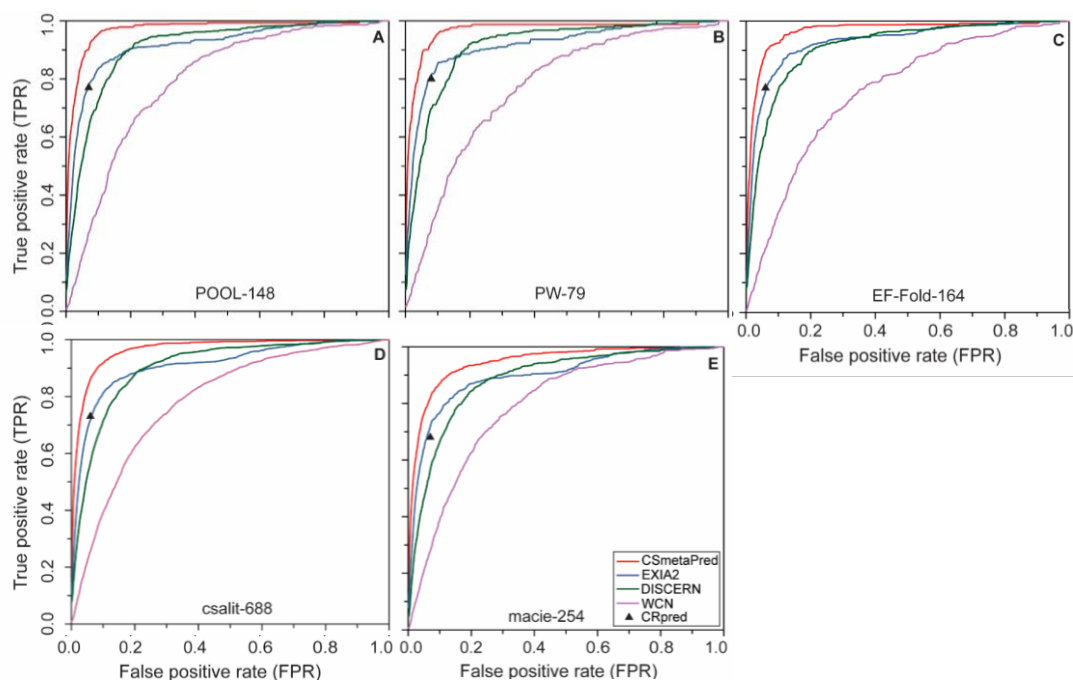 1.0
0.8
0.6
0.4
0.2
0.0
True positive rate (TPR)
A
POOL-148
B
PW-79
C
EF-Fold-164
0.0 0.2 0.4 0.6 0.8 1.0
False positive rate (FPR)
1.0
0.8
0.6
0.4
0.2
0.0
True positive rate (TPR)
D
csalit-688
E
macie-254
CSmetaPred
EXIA2
DISCERN
WCN
CRpred
0.0 0.2 0.4 0.6 0.8 1.0
False positive rate (FPR)
0.0 0.2 0.4 0.6 0.8 1.0
False positive rate (FPR)